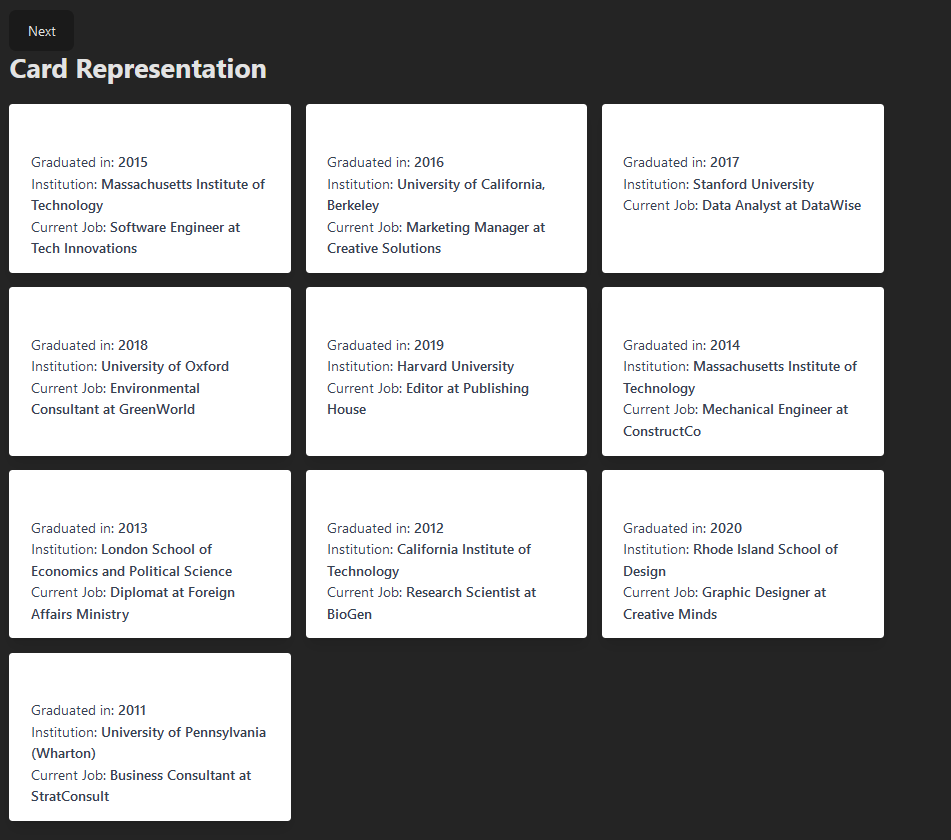 Next
Card Representation
Graduated in: 2015
Institution: Massachusetts Institute of
Technology
Current Job: Software Engineer at
Tech Innovations
Graduated in: 2016
Institution: University of California,
Berkeley
Current Job: Marketing Manager at
Creative Solutions
Graduated in: 2017
Institution: Stanford University
Current Job: Data Analyst at DataWise
Graduated in: 2018
Institution: University of Oxford
Current Job: Environmental
Consultant at GreenWorld
Graduated in: 2019
Institution: Harvard University
Current Job: Editor at Publishing
House
Graduated in: 2014
Institution: Massachusetts Institute of
Technology
Current Job: Mechanical Engineer at
ConstructCo
Graduated in: 2013
Institution: London School of
Economics and Political Science
Current Job: Diplomat at Foreign
Affairs Ministry
Graduated in: 2012
Institution: California Institute of
Technology
Current Job: Research Scientist at
BioGen
Graduated in: 2020
Institution: Rhode Island School of
Design
Current Job: Graphic Designer at
Creative Minds
Graduated in: 2011
Institution: University of Pennsylvania
(Wharton)
Current Job: Business Consultant at
StratConsult